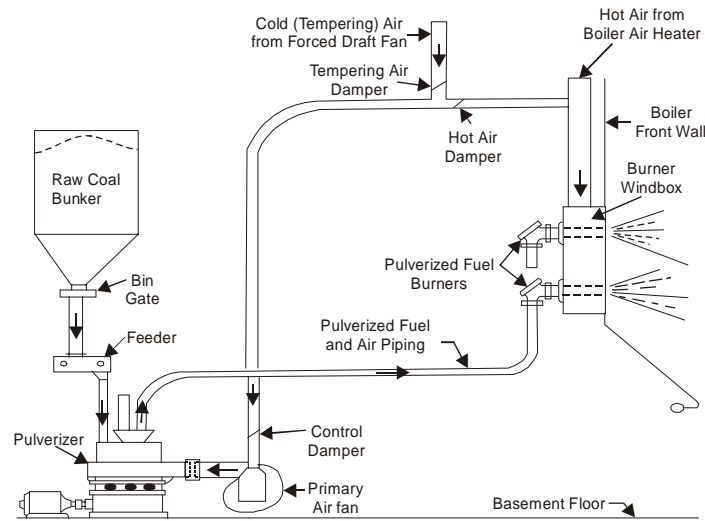 Cold (Tempering) Air
from Forced Draft Fan
Hot Air from
Boiler Air Heater
Tempering Air
Damper
Hot Air
Damper
Boiler
Front Wall
Raw Coal
Bunker
Burner
Windbox
Bin
Gate
Pulverized Fuel
Burners
Feeder
Pulverized Fuel
and Air Piping
Pulverizer
Control
Damper
Primary
Air fan
Basement Floor